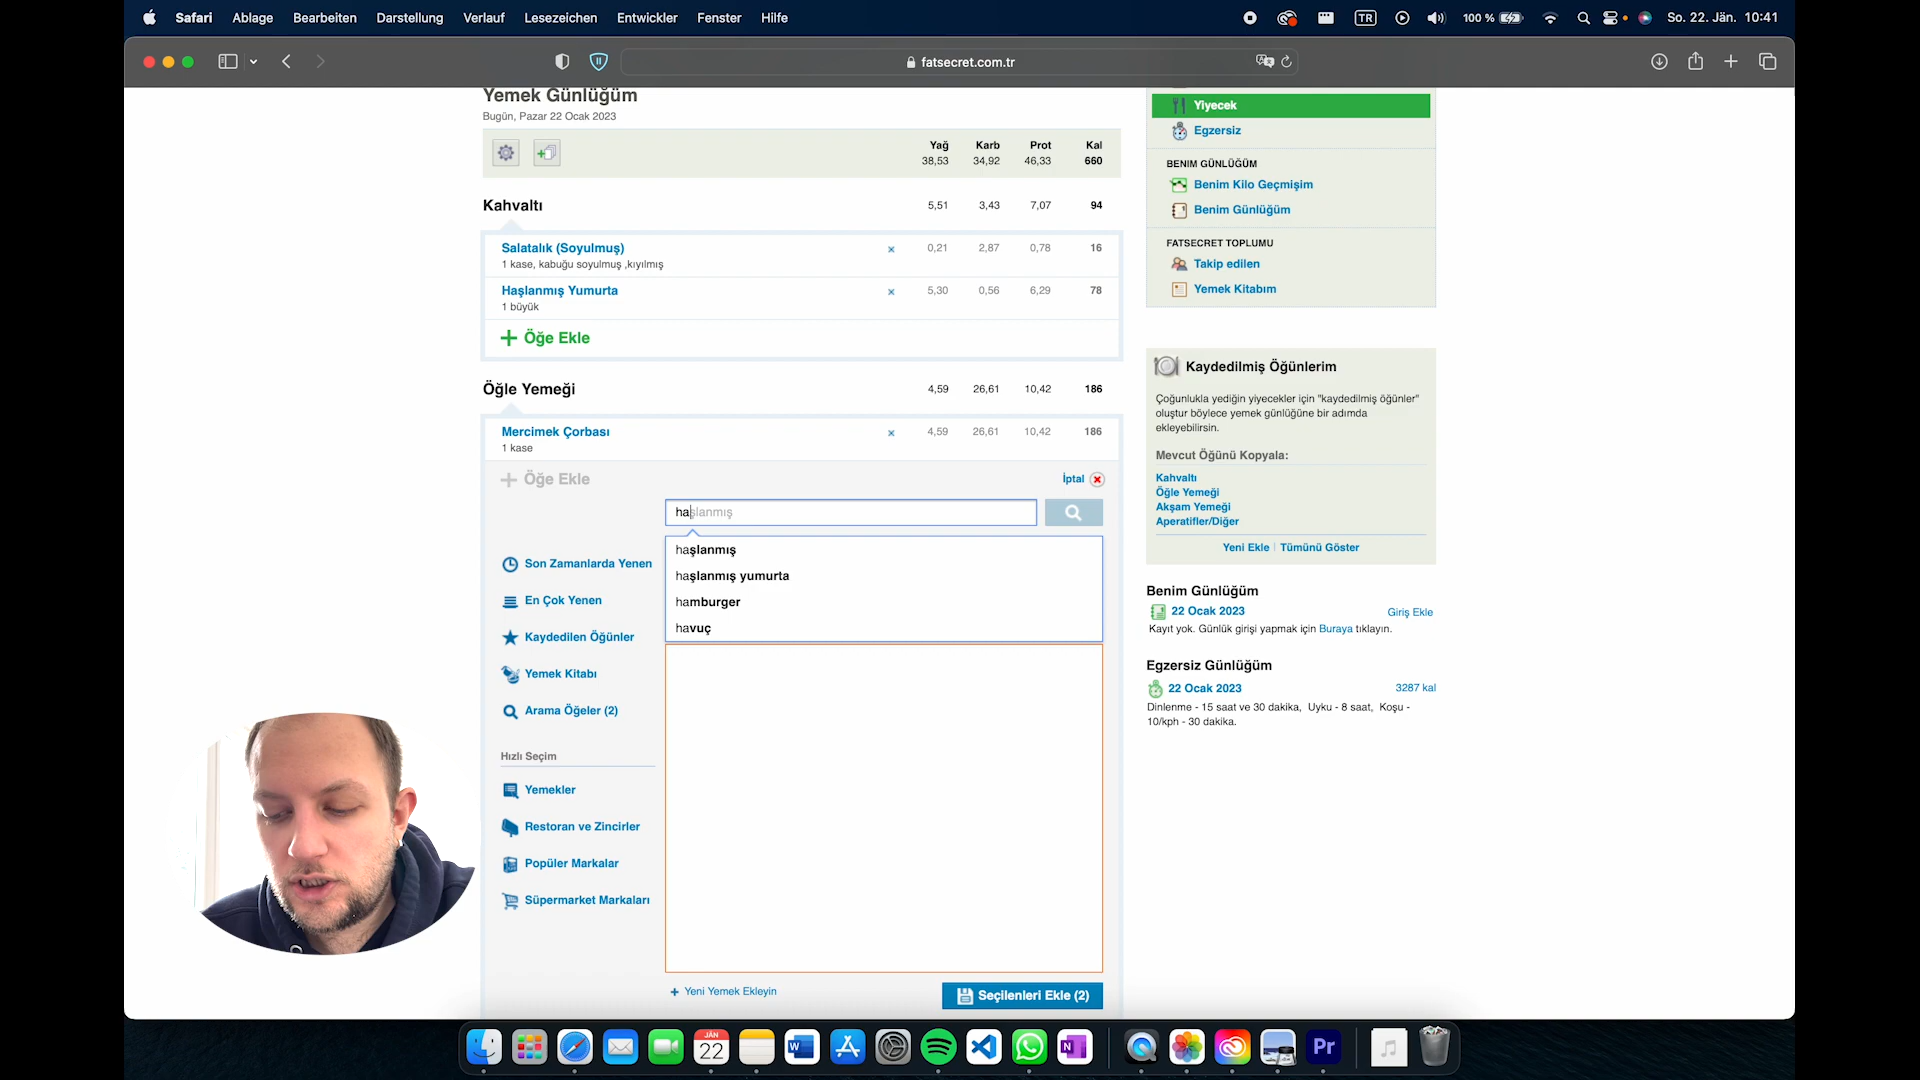 Safari Ablage Bearbeiten Darstellung Verlauf Lesezeichen Entwickler Fenster Hilfe TR 100 % So. 22. Jän. 10:41
fatsecret.com.tr
Yemek Günlüğüm
Bugün, Pazar 22 Ocak 2023
Yağ Karb Prot Kal
38,53 34,92 46,33 660
Kahvaltı 5,51 3,43 7,07 94
Salatalık (Soyulmuş) 0,21 2,87 0,78 16
1 kase, kabuğu soyulmuş ,kıyılmış
Haşlanmış Yumurta 5,30 0,56 6,29 78
1 büyük
Öğe Ekle
Öğle Yemeği 4,59 26,61 10,42 186
Mercimek Çorbası 4,59 26,61 10,42 186
1 kase
Öğe Ekle İptal
haşlanmış
haşlanmış
haşlanmış yumurta
hamburger
havuç
Son Zamanlarda Yenen
En Çok Yenen
Kaydedilen Öğünler
Yemek Kitabı
Arama Öğeler (2)
Hızlı Seçim
Yemekler
Restoran ve Zincirler
Popüler Markalar
Süpermarket Markaları
Yeni Yemek Ekleyin
Seçilenleri Ekle (2)
Yiyecek
Egzersiz
BENIM GÜNLÜĞÜM
Benim Kilo Geçmişim
Benim Günlüğüm
FATSECRET TOPLUMU
Takip edilen
Yemek Kitabım
Kaydedilmiş Öğünlerim
Çoğunlukla yediğin yiyecekler için "kaydedilmiş öğünler"
oluştur böylece yemek günlüğüne bir adımda
ekleyebilirsin.
Mevcut Öğünü Kopyala:
Kahvaltı
Öğle Yemeği
Akşam Yemeği
Aperatifler/Diğer
Yeni Ekle | Tümünü Göster
Benim Günlüğüm
22 Ocak 2023 Giriş Ekle
Kayıt yok. Günlük girişi yapmak için Buraya tıklayın.
Egzersiz Günlüğüm
22 Ocak 2023 3287 kal
Dinlenme - 15 saat ve 30 dakika, Uyku - 8 saat, Koşu -
10/kph - 30 dakika.
JÄN
22
Pr